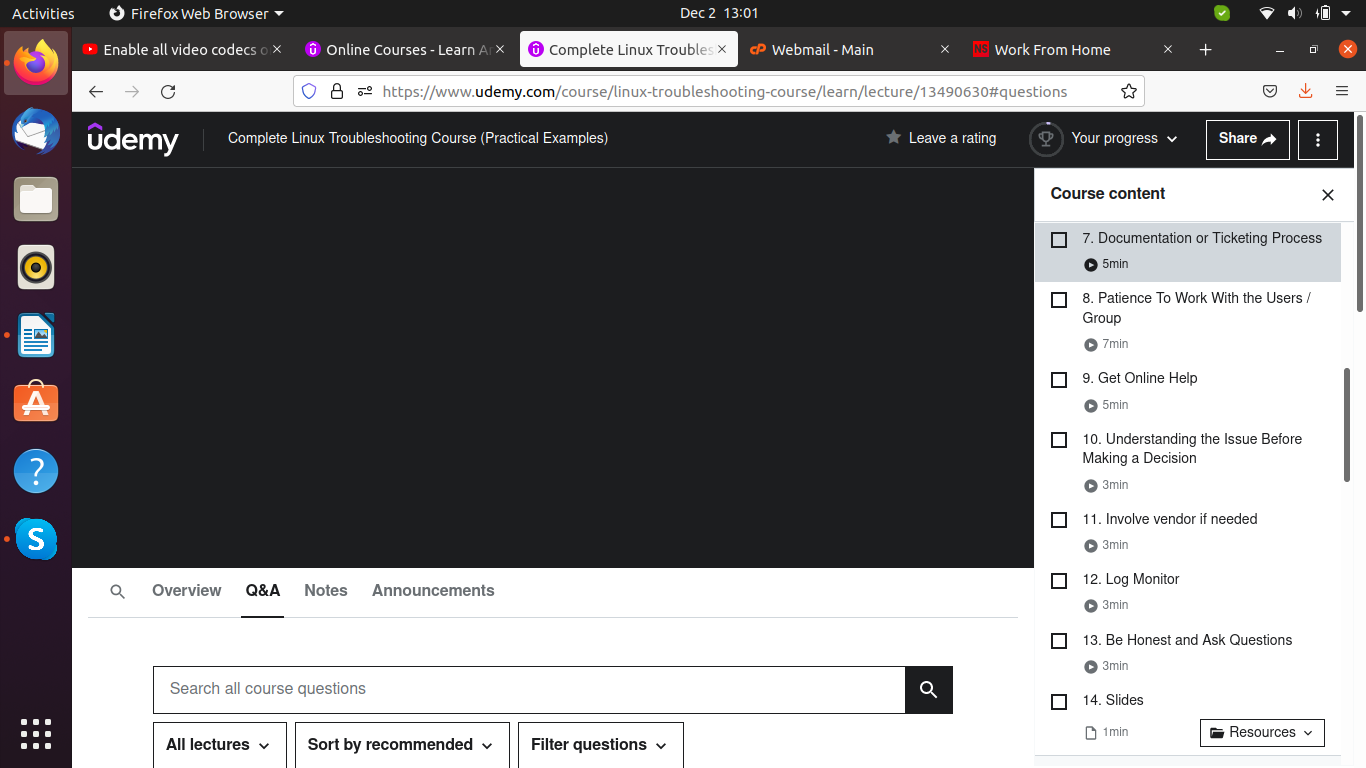 Activities
Firefox Web Browser
Dec 2 13:01
Enable all video codecs o
Online Courses - Learn An
Complete Linux Troubles
Webmail - Main
NS
Work From Home
https://www.udemy.com/course/linux-troubleshooting-course/learn/lecture/13490630#questions
udemy
Complete Linux Troubleshooting Course (Practical Examples)
Leave a rating
Your progress
Share
Course content
7. Documentation or Ticketing Process
5min
8. Patience To Work With the Users /
Group
7min
9. Get Online Help
5min
10. Understanding the Issue Before
Making a Decision
3min
11. Involve vendor if needed
3min
12. Log Monitor
3min
13. Be Honest and Ask Questions
3min
14. Slides
1min
Resources
Overview
Q&A
Notes
Announcements
Search all course questions
All lectures
Sort by recommended
Filter questions